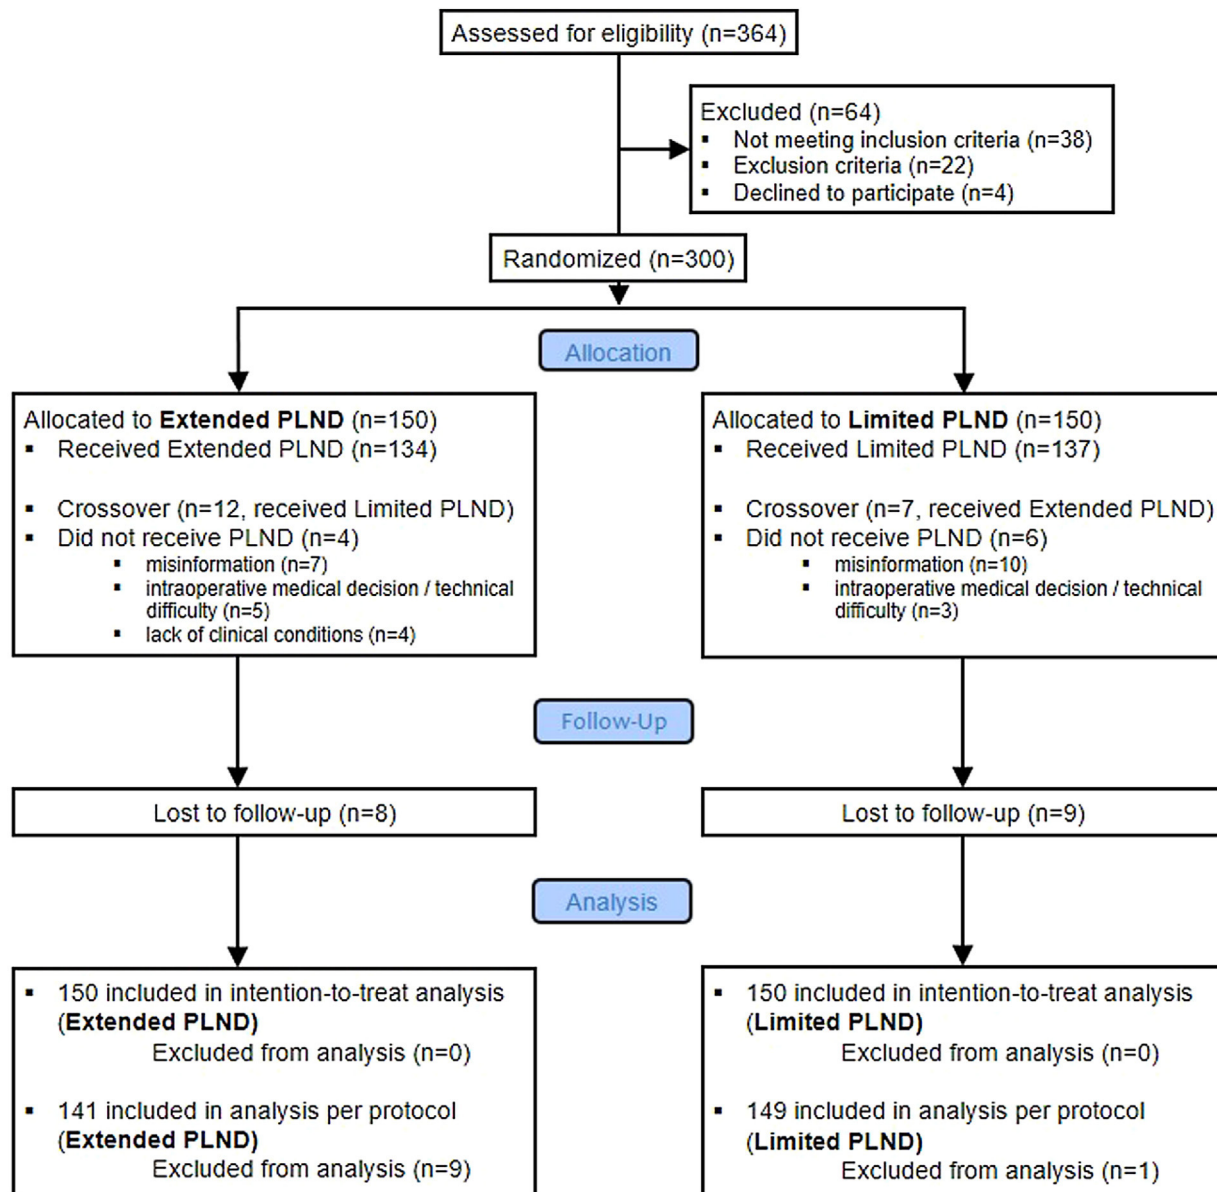 Assessed for eligibility (n=364)
Excluded (n=64)
▪ Not meeting inclusion criteria (n=38)
▪ Exclusion criteria (n=22)
▪ Declined to participate (n=4)
Randomized (n=300)
Allocation
Allocated to Extended PLND (n=150)
▪ Received Extended PLND (n=134)
▪ Crossover (n=12, received Limited PLND)
▪ Did not receive PLND (n=4)
▪ misinformation (n=7)
▪ intraoperative medical decision / technical
difficulty (n=5)
▪ lack of clinical conditions (n=4)
Allocated to Limited PLND (n=150)
▪ Received Limited PLND (n=137)
▪ Crossover (n=7, received Extended PLND)
▪ Did not receive PLND (n=6)
▪ misinformation (n=10)
▪ intraoperative medical decision / technical
difficulty (n=3)
Follow-Up
Lost to follow-up (n=8)
Lost to follow-up (n=9)
Analysis
▪ 150 included in intention-to-treat analysis
(Extended PLND)
Excluded from analysis (n=0)
▪ 141 included in analysis per protocol
(Extended PLND)
Excluded from analysis (n=9)
▪ 150 included in intention-to-treat analysis
(Limited PLND)
Excluded from analysis (n=0)
▪ 149 included in analysis per protocol
(Limited PLND)
Excluded from analysis (n=1)